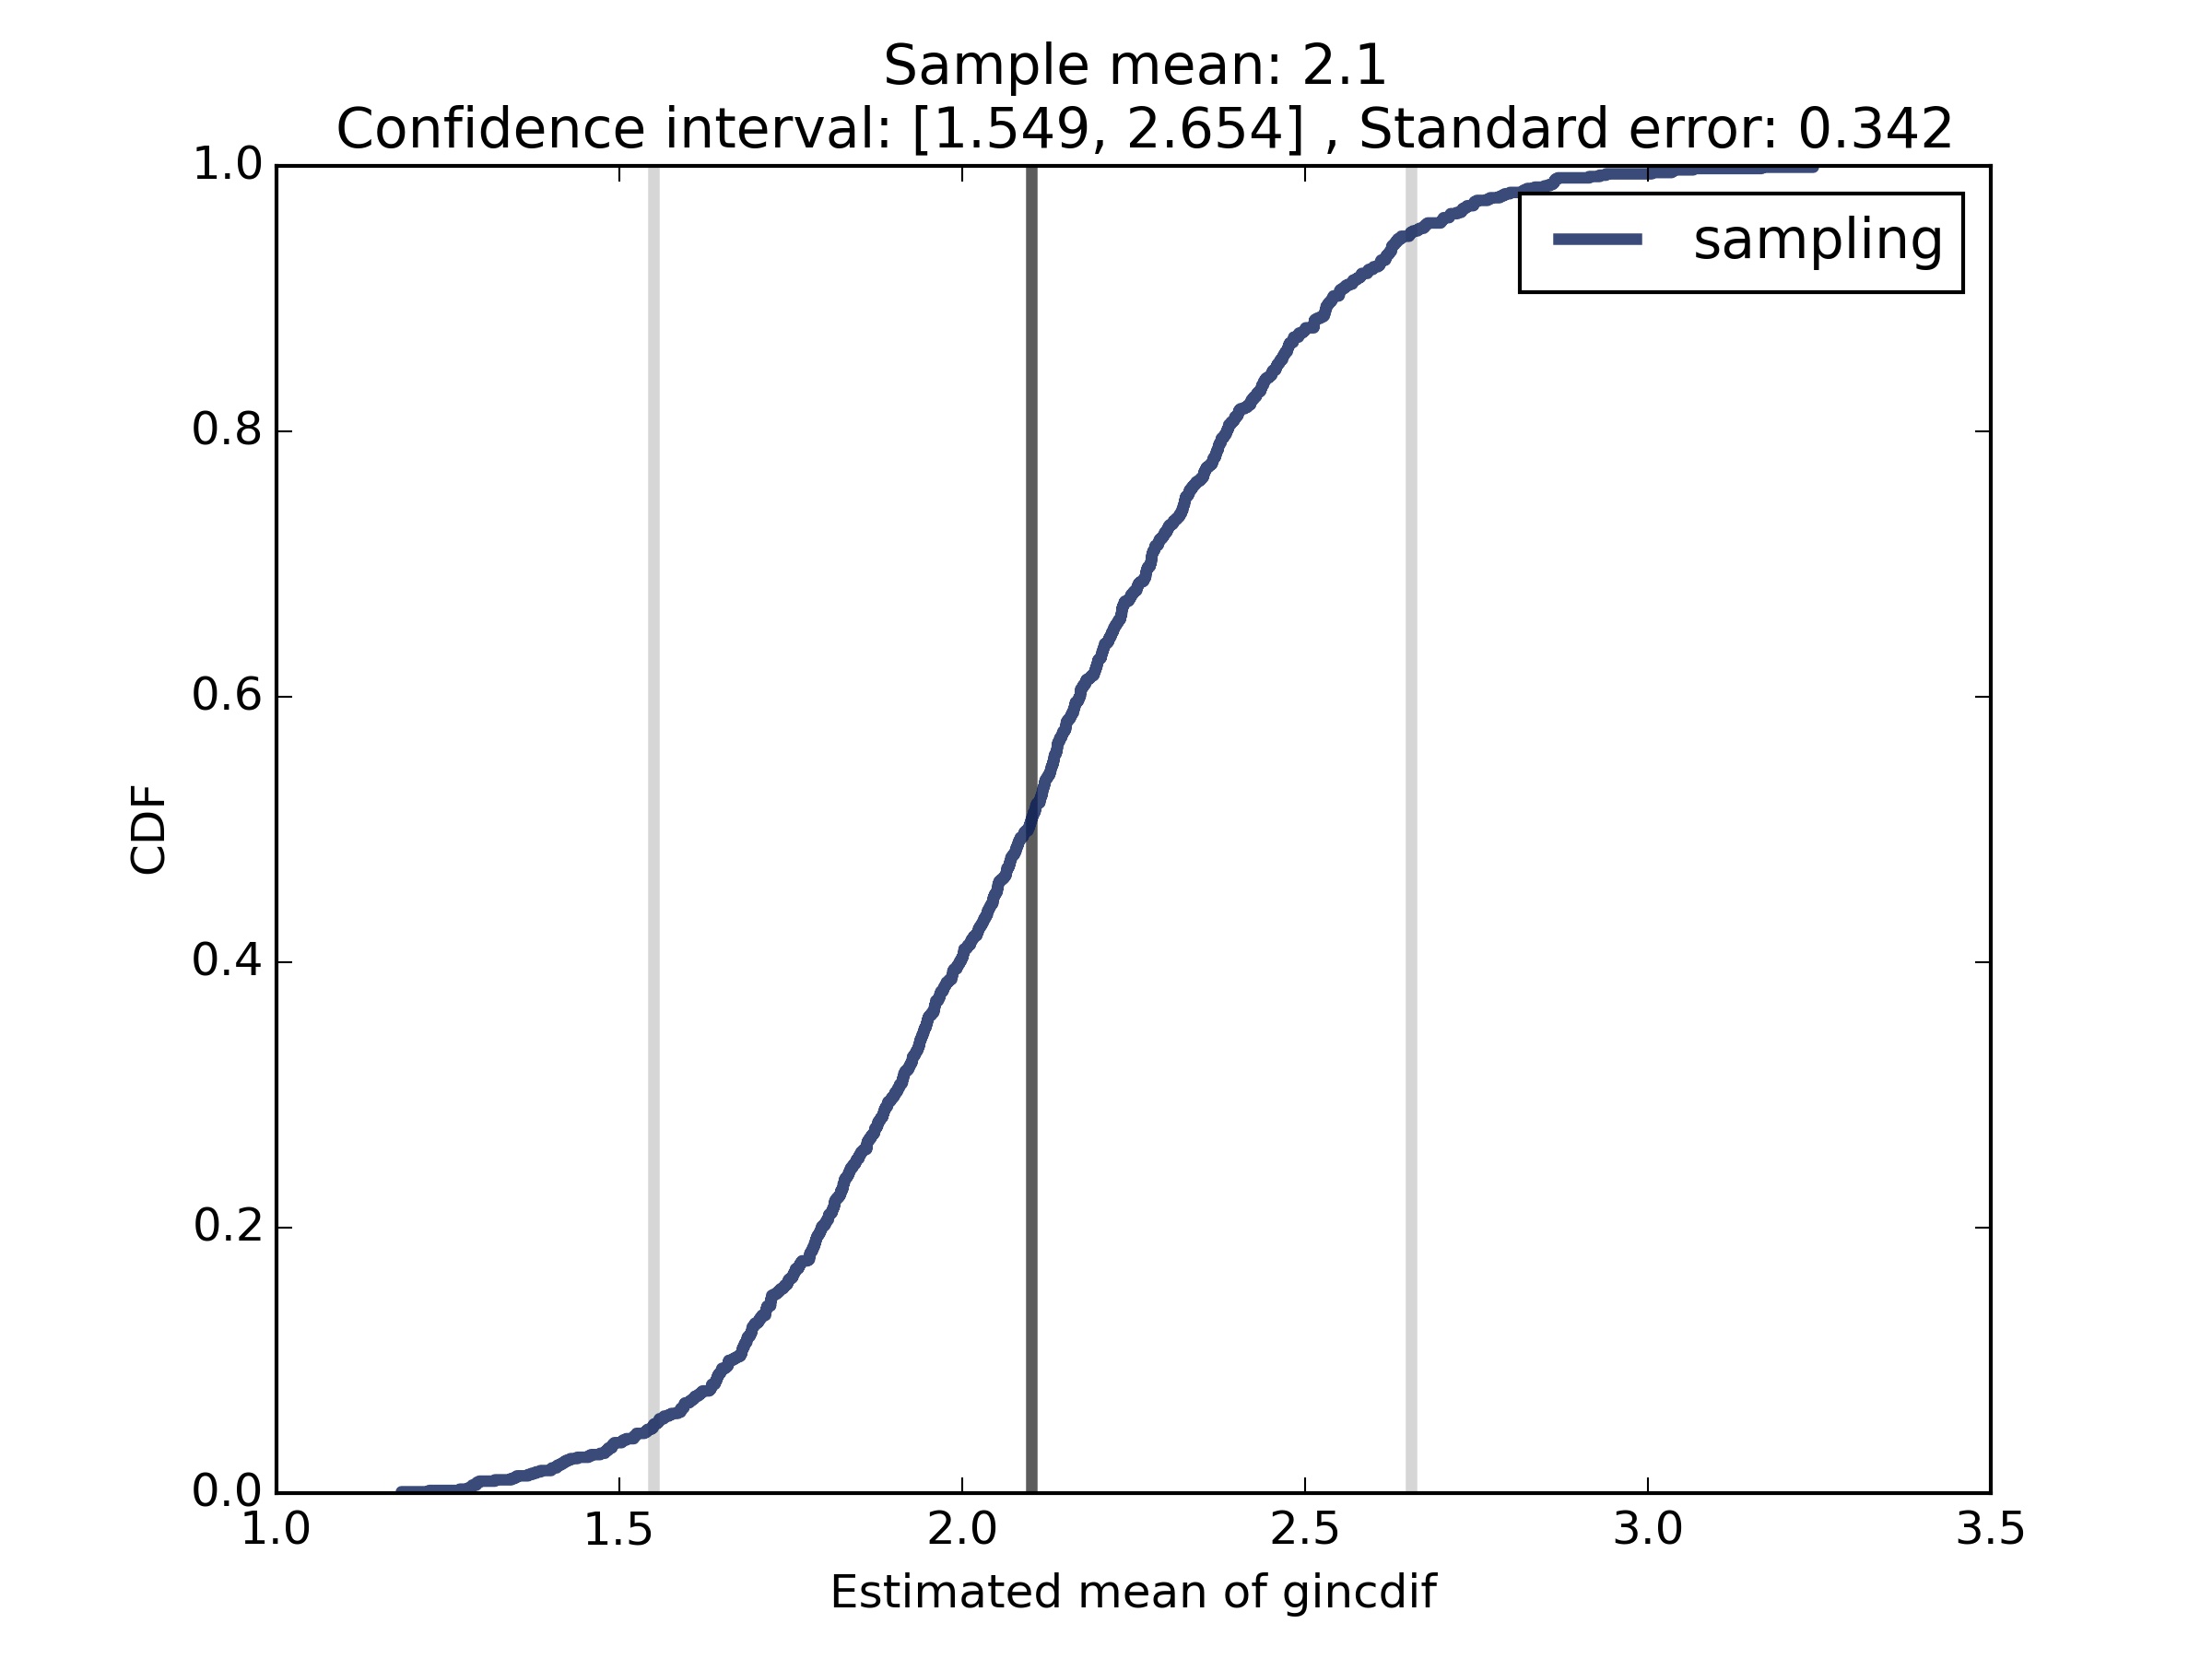 Sample mean: 2.1
Confidence interval: [1.549, 2.654] , Standard error: 0.342
1.0
sampling
0.8
0.6
CDF
0.4
0.2
0.0
1.0 1.5 2.0 2.5 3.0 3.5
Estimated mean of gincdif